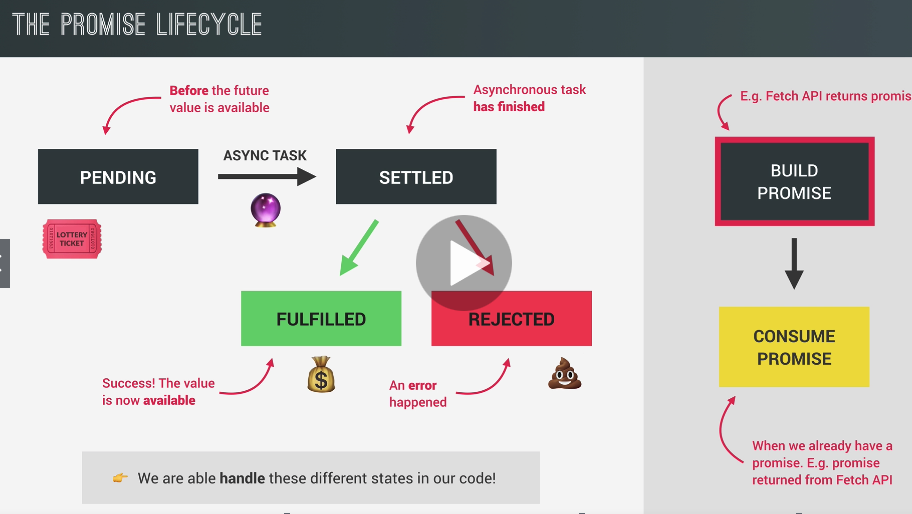 THE PROMISE LIFECYCLE
Before the future
value is available
Asynchronous task
has finished
PENDING
ASYNC TASK
SETTLED
LOTTERY
TICKET
FULFILLED
REJECTED
Success! The value
is now available
An error
happened
👉 We are able handle these different states in our code!
E.g. Fetch API returns promis
BUILD
PROMISE
CONSUME
PROMISE
When we already have a
promise. E.g. promise
returned from Fetch API